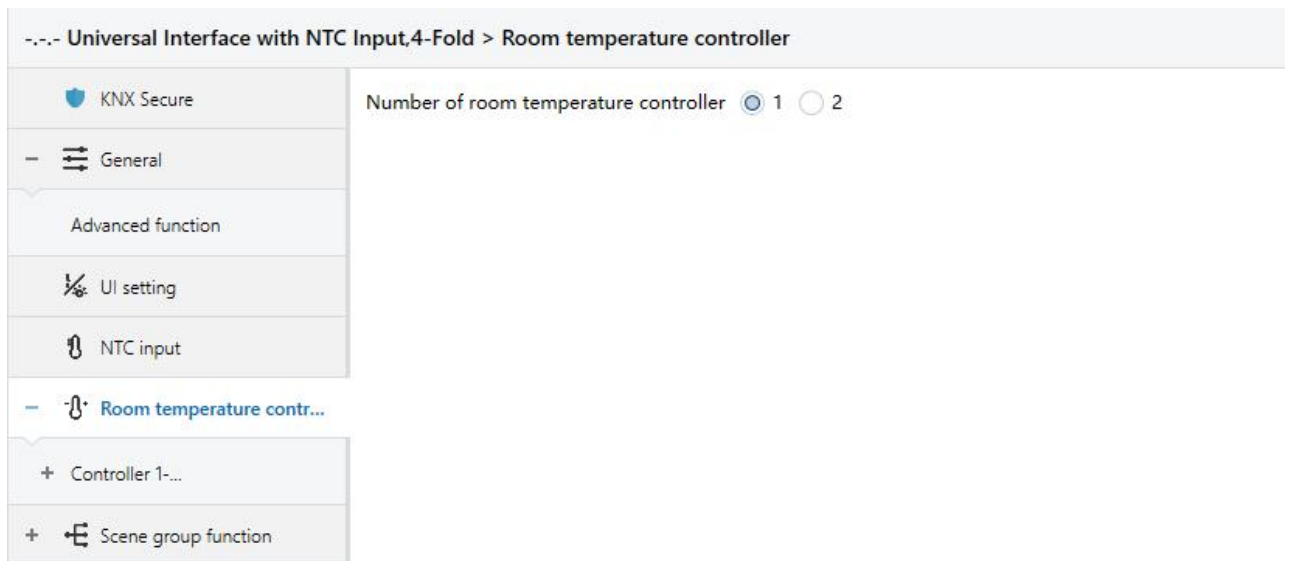 -.-.- Universal Interface with NTC Input,4-Fold > Room temperature controller
KNX Secure
Number of room temperature controller 1 2
General
Advanced function
UI setting
NTC input
Room temperature contr...
Controller 1-...
Scene group function